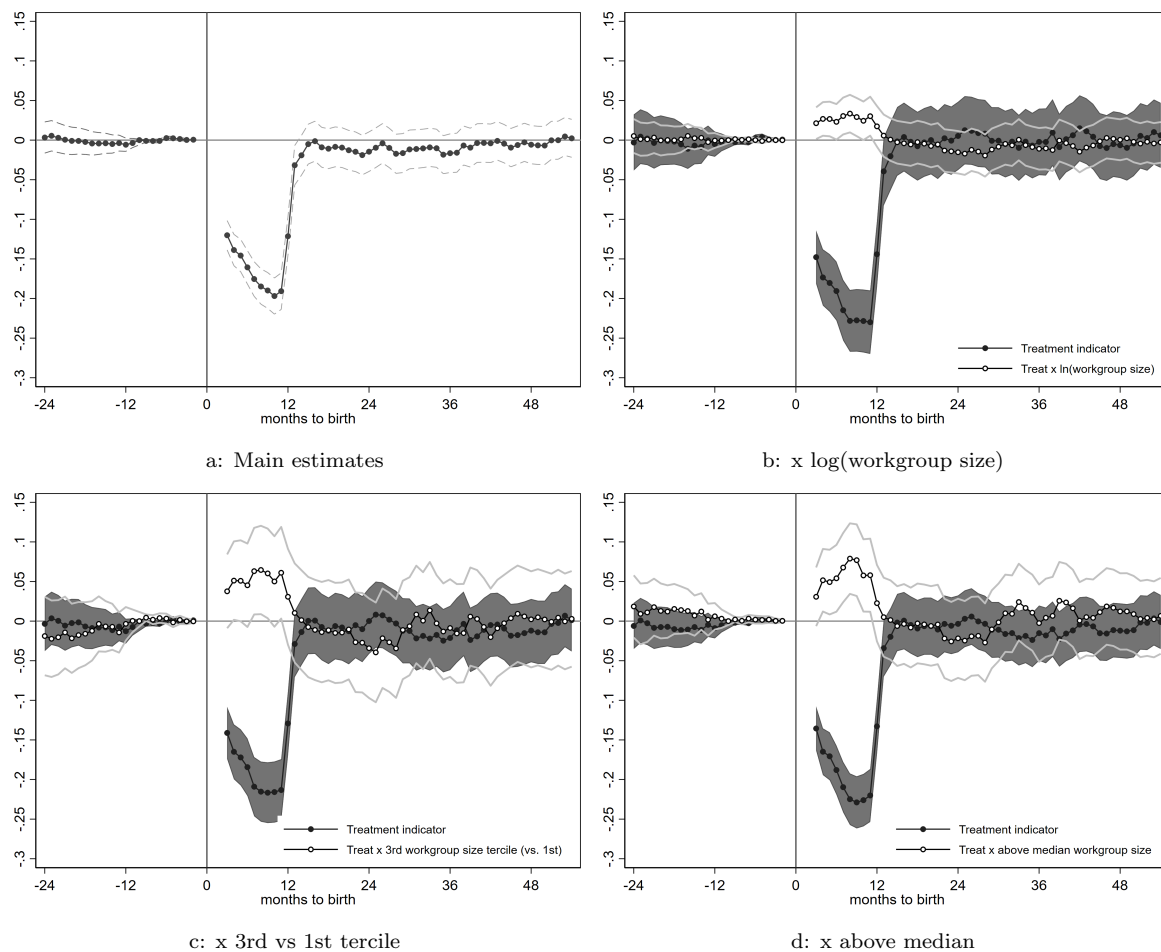 .15
.1
.05
0
-.05
-.1
-.15
-.2
-.25
-.3
-24 -12 0 12 24 36 48
months to birth
a: Main estimates
.15
.1
.05
0
-.05
-.1
-.15
-.2
-.25
-.3
Treatment indicator
Treat x ln(workgroup size)
-24 -12 0 12 24 36 48
months to birth
b: x log(workgroup size)
.15
.1
.05
0
-.05
-.1
-.15
-.2
-.25
-.3
Treatment indicator
Treat x 3rd workgroup size tercile (vs. 1st)
-24 -12 0 12 24 36 48
months to birth
c: x 3rd vs 1st tercile
.15
.1
.05
0
-.05
-.1
-.15
-.2
-.25
-.3
Treatment indicator
Treat x above median workgroup size
-24 -12 0 12 24 36 48
months to birth
d: x above median